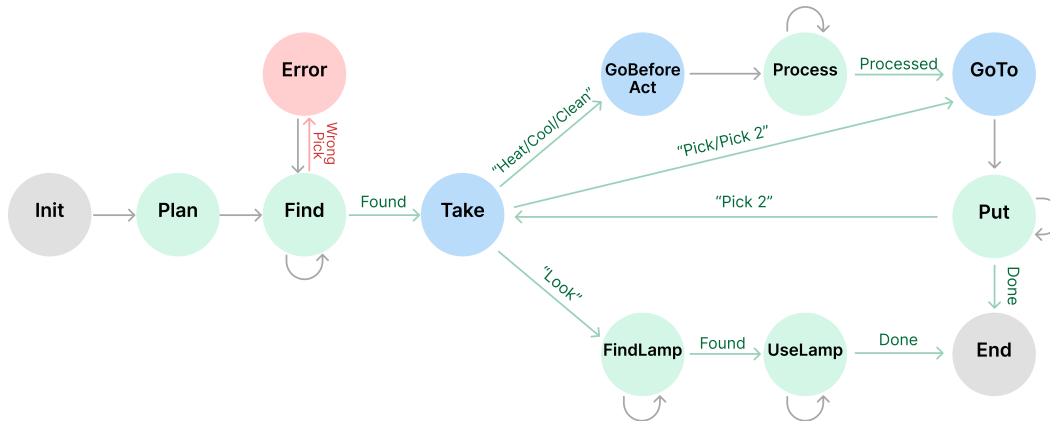 Error
GoBefore
Act
Process
Processed
GoTo
Wrong
Pick
“Heat/Cool/Clean”
“Pick/Pick 2”
Init
Plan
Find
Found
Take
“Pick 2”
Put
“Look”
Done
FindLamp
Found
UseLamp
Done
End